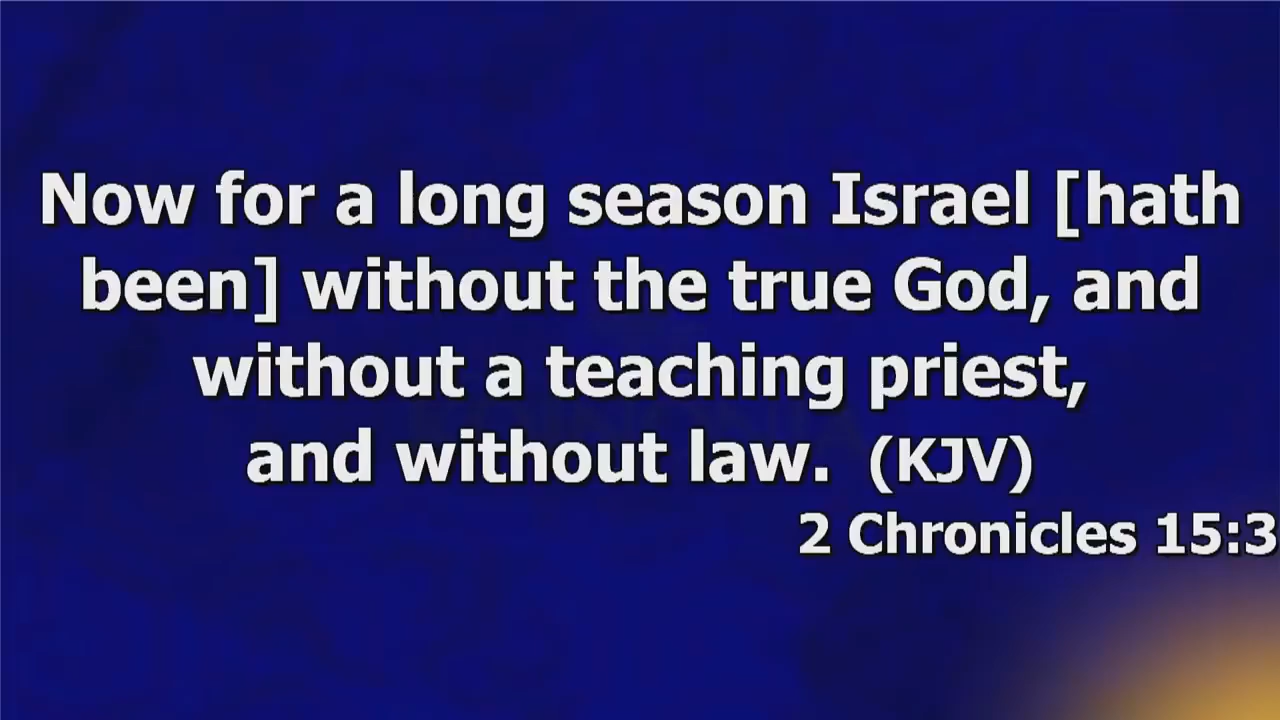 Now for a long season Israel [hath
been] without the true God, and
without a teaching priest,
and without law. (KJV)
2 Chronicles 15:3